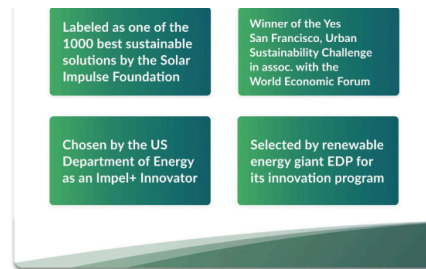 Labeled as one of the
1000 best sustainable
solutions by the Solar
Impulse Foundation
Winner of the Yes
San Francisco, Urban
Sustainability Challenge
in assoc. with the
World Economic Forum
Chosen by the US
Department of Energy
as an Impel+ Innovator
Selected by renewable
energy giant EDP for
its innovation program